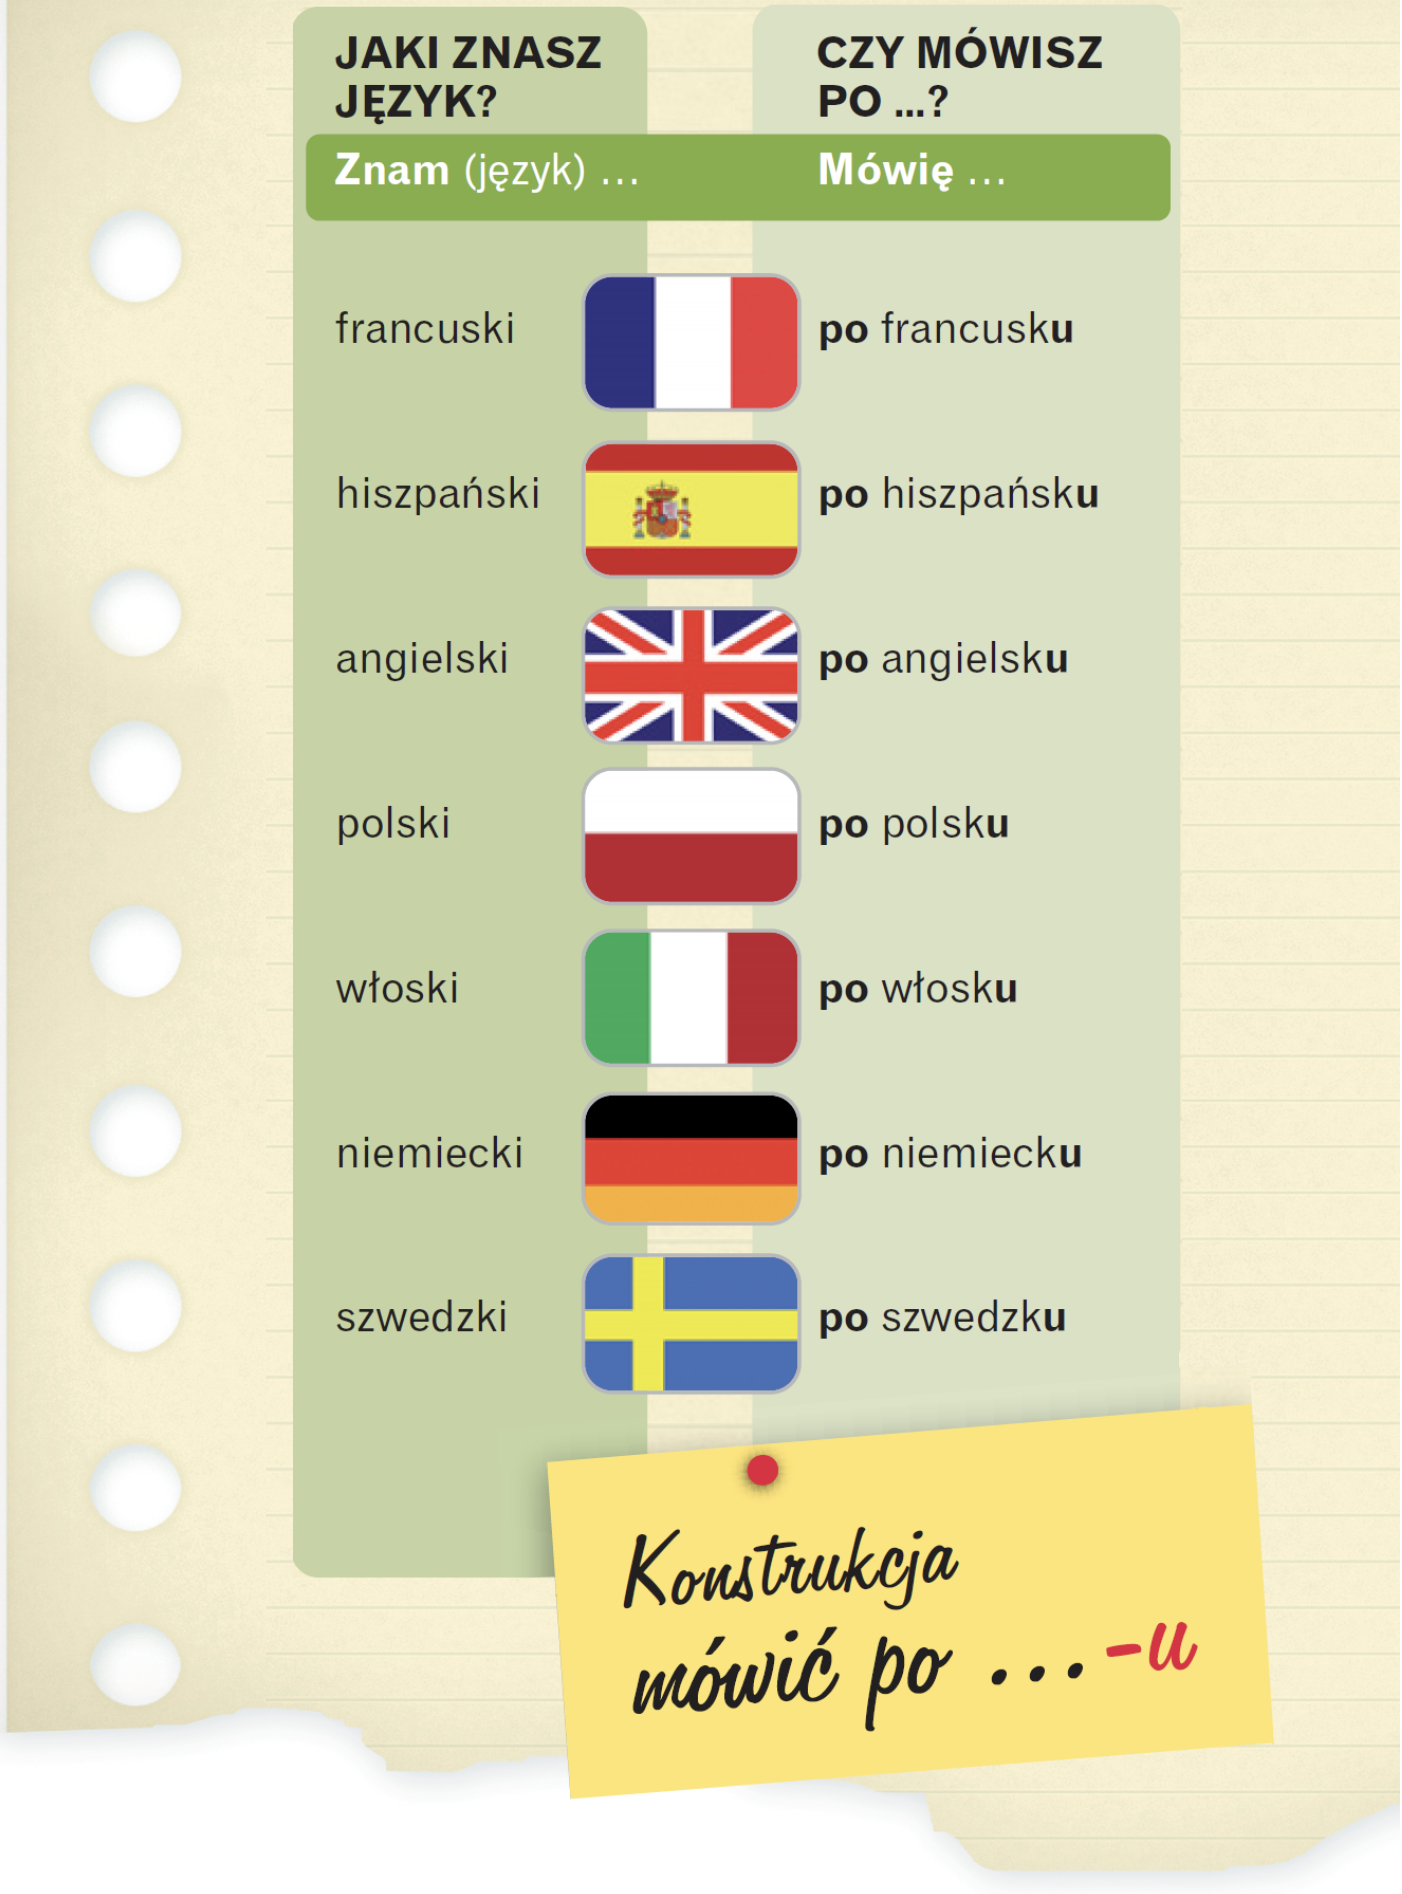 JAKI ZNASZ
JĘZYK?
CZY MÓWISZ
PO ...?
Znam (język) ...
Mówię ...
francuski
po francusku
hiszpański
po hiszpańsku
angielski
po angielsku
polski
po polsku
włoski
po włosku
niemiecki
po niemiecku
szwedzki
po szwedzku
Konstrukcja
mówić po ... -u